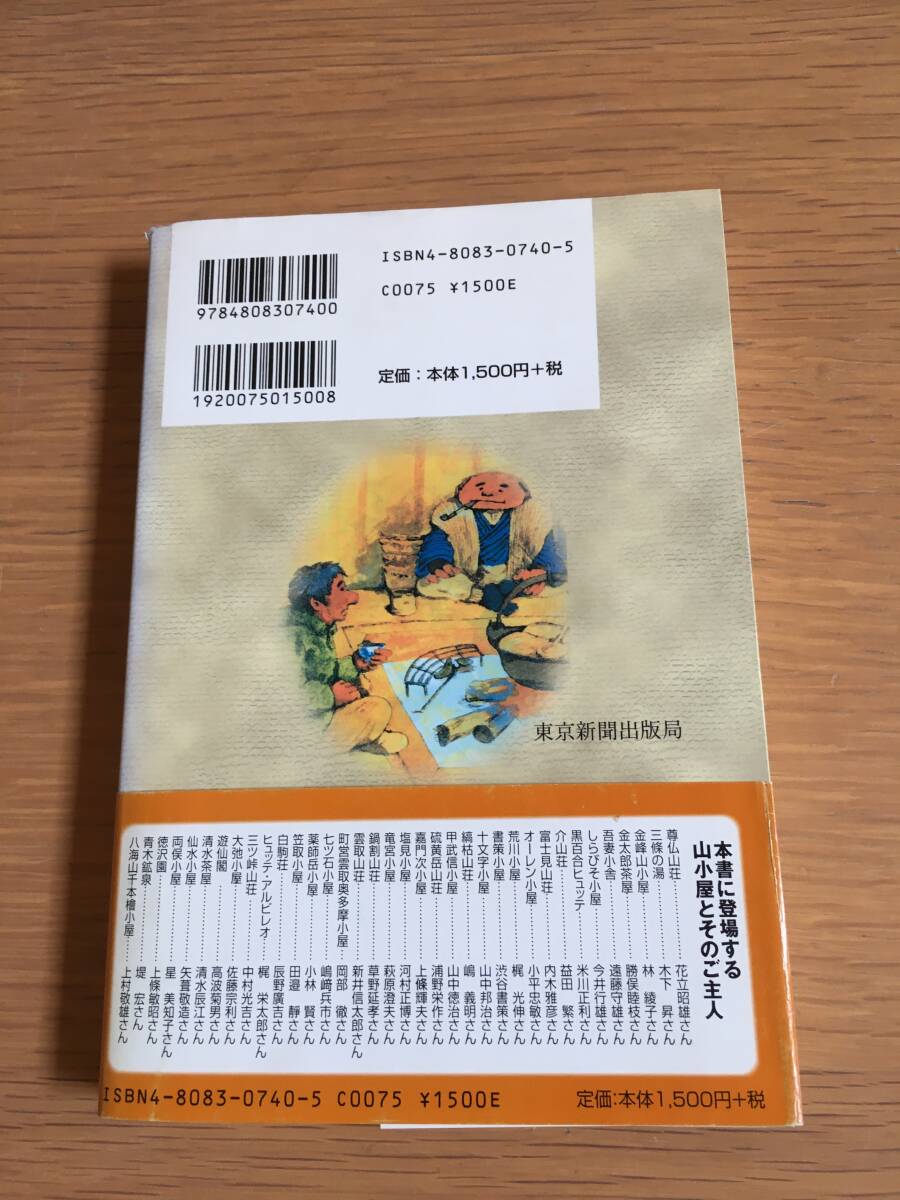 ISBN4-8083-0740-5
C0075 ¥1500E
9784808307400
定価：本体1,500円+税
1920075015008
東京新聞出版局
本書に登場する
山小屋とそのご主人
尊仏山荘…………花立昭雄さん
三條の湯…………木下　昇さん
金峰山小屋…………林　綾子さん
金太郎茶屋…………勝俣睦枝さん
吾妻小舎…………遠藤守雄さん
しらびそ小屋…………今井行雄さん
黒百合ヒュッテ…………米川正利さん
介山荘…………益田　繁さん
富士見山荘…………内木雅彦さん
オーレン小屋…………小平忠敏さん
荒川小屋…………梶　光伸さん
書策小屋…………渋谷書策さん
十文字小屋…………山中邦治さん
縞枯山荘…………嶋　義明さん
甲武信小屋…………山中徳治さん
硫黄岳山荘…………浦野栄作さん
嘉門次小屋…………上條輝夫さん
塩見小屋…………河村正博さん
竜宮小屋…………萩原澄夫さん
鍋割山荘…………草野延孝さん
雲取山荘…………新井信太郎さん
町営雲取奥多摩小屋…………岡部　徹さん
七ツ石小屋…………嶋﨑兵市さん
薬師岳小屋…………小林　賢さん
笠取小屋…………田邉　靜さん
白駒荘…………辰野廣吉さん
ヒュッテ・アルビレオ…………梶　栄太郎さん
三ツ峠山荘…………中村光吉さん
大弛小屋…………佐藤宗利さん
遊仙閣…………高波菊男さん
清水茶屋…………清水辰江さん
仙水小屋…………矢葺敬造さん
両俣小屋…………星　美知子さん
徳沢園…………上條敏昭さん
青木鉱泉…………堤　宏さん
八海山千本檜小屋…………上村敬雄さん
ISBN4-8083-0740-5 C0075 ¥1500E
定価:本体1,500円+税